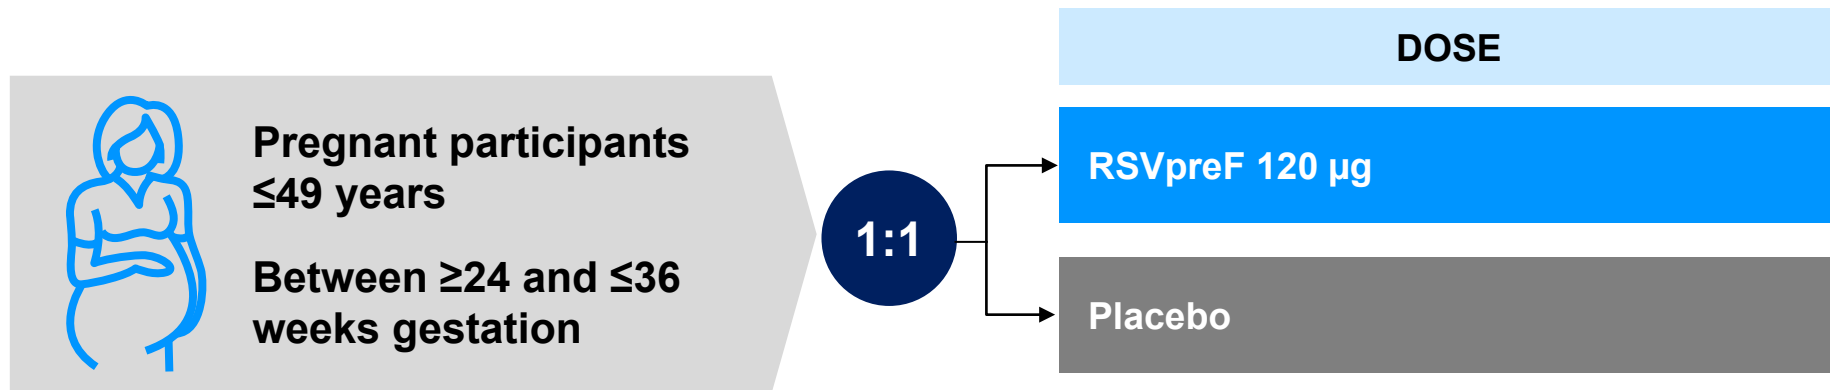 Pregnant participants
≤49 years
Between ≥24 and ≤36
weeks gestation
1:1
DOSE
RSVpreF 120 µg
Placebo